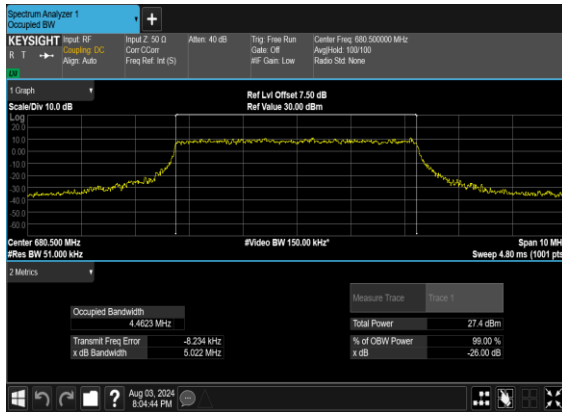 Spectrum Analyzer 1
Occupied BW
+
KEYSIGHT Input: RF Input Z: 50 Ω Atten: 40 dB Trig: Free Run Center Freq: 680.500000 MHz
R T Coupling: DC Corr CCorr Gate: Off Avg|Hold: 100/100
Align: Auto Freq Ref: Int (S) #IF Gain: Low Radio Std: None
1 Graph
Ref Lvl Offset 7.50 dB
Scale/Div 10.0 dB Ref Value 30.00 dBm
Log
20.0
10.0
0.00
-10.0
-20.0
-30.0
-40.0
-50.0
-60.0
Center 680.500 MHz #Video BW 150.00 kHz* Span 10 MH
#Res BW 51.000 kHz Sweep 4.80 ms (1001 pts
2 Metrics
Measure Trace Trace 1
Occupied Bandwidth
4.4623 MHz
Total Power 27.4 dBm
Transmit Freq Error -8.234 kHz % of OBW Power 99.00 %
x dB Bandwidth 5.022 MHz x dB -26.00 dB
? Aug 03, 2024
8:04:44 PM